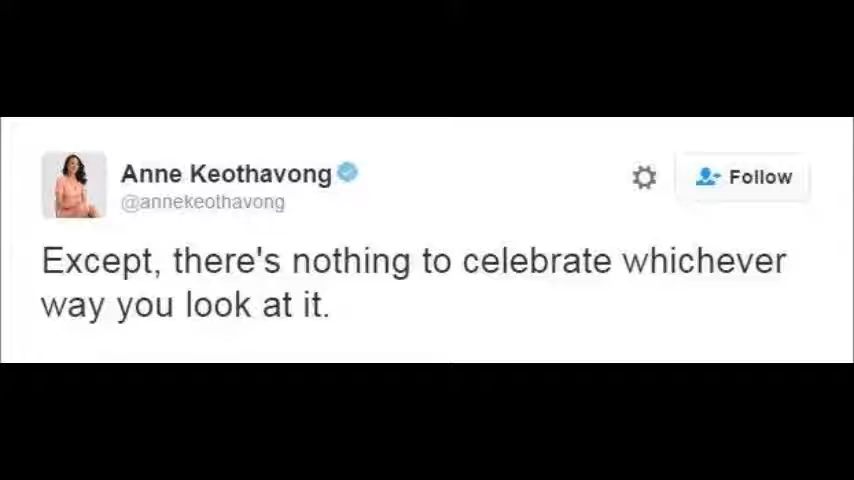 Anne Keothavong
Follow
@annekeothavong
Except, there's nothing to celebrate whichever
way you look at it.